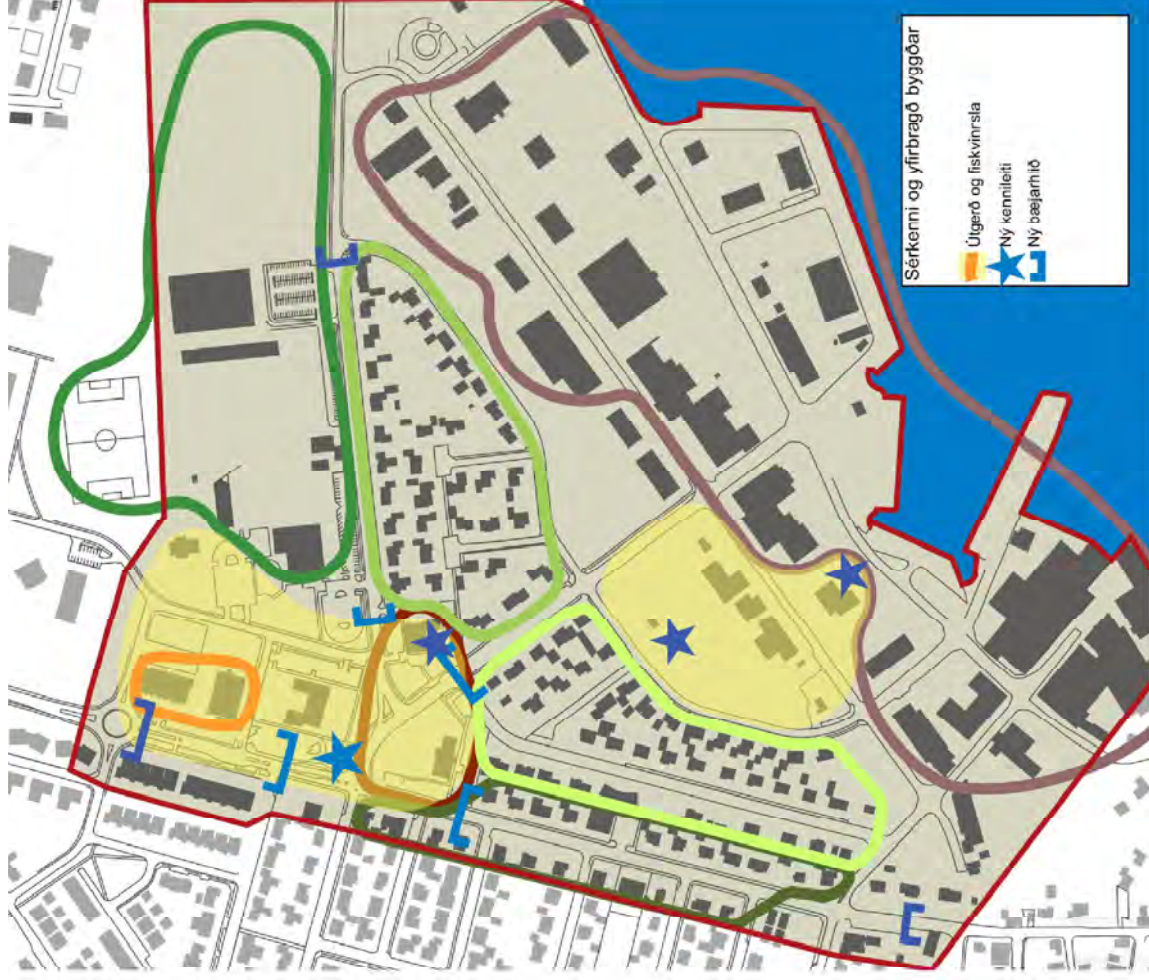 Sérkenni og yfirbragð byggðar
Útgerð og fiskvinnsla
Ný kennileiti
Ný bæjarhlið